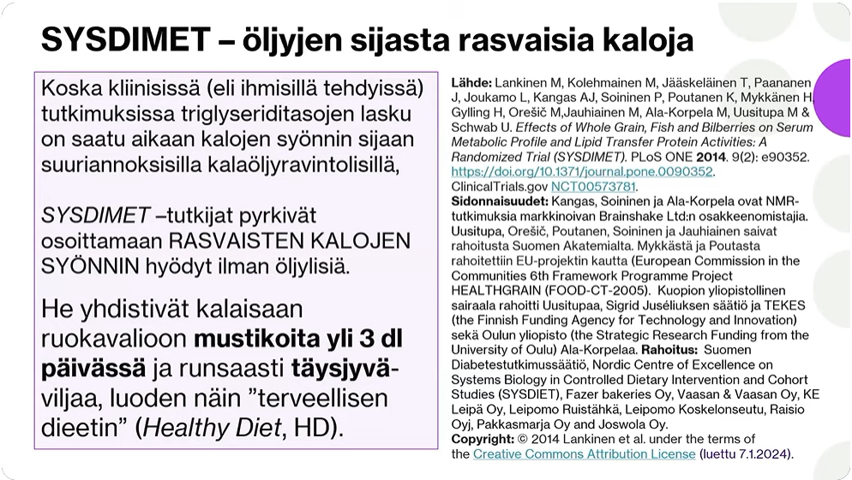 SYSDIMET – öljyjen sijasta rasvaisia kaloja
Koska kliinisissä (eli ihmisillä tehdyissä)
tutkimuksissa triglyseriditasojen lasku
on saatu aikaan kalojen syönnin sijaan
suuriannoksisilla kalaöljyravintolisillä,
SYSDIMET –tutkijat pyrkivät
osoittamaan RASVAISTEN KALOJEN
SYÖNNIN hyödyt ilman öljylisiä.
He yhdistivät kalaisaan
ruokavalioon mustikoita yli 3 dl
päivässä ja runsaasti täysjyvä-
viljaa, luoden näin ”terveellisen
dieetin” (Healthy Diet, HD).
Lähde: Lankinen M, Kolehmainen M, Jääskeläinen T, Paananen
J, Joukamo L, Kangas AJ, Soininen P, Poutanen K, Mykkänen H,
Gylling H, Orešič M,Jauhiainen M, Ala-Korpela M, Uusitupa M &
Schwab U. Effects of Whole Grain, Fish and Bilberries on Serum
Metabolic Profile and Lipid Transfer Protein Activities: A
Randomized Trial (SYSDIMET). PLoS ONE 2014. 9(2): e90352.
https://doi.org/10.1371/journal.pone.0090352.
ClinicalTrials.gov NCT00573781.
Sidonnaisuudet: Kangas, Soininen ja Ala-Korpela ovat NMR-
tutkimuksia markkinoivan Brainshake Ltd:n osakkeenomistajia.
Uusitupa, Orešič, Poutanen, Soininen ja Jauhiainen saivat
rahoitusta Suomen Akatemialta. Mykkästä ja Poutasta
rahoitettiin EU-projektin kautta (European Commission in the
Communities 6th Framework Programme Project
HEALTHGRAIN (FOOD-CT-2005). Kuopion yliopistollinen
sairaala rahoitti Uusitupaa, Sigrid Juséliuksen säätiö ja TEKES
(the Finnish Funding Agency for Technology and Innovation)
sekä Oulun yliopisto (the Strategic Research Funding from the
University of Oulu) Ala-Korpelaa. Rahoitus: Suomen
Diabetestutkimussäätiö, Nordic Centre of Excellence on
Systems Biology in Controlled Dietary Intervention and Cohort
Studies (SYSDIET), Fazer bakeries Oy, Vaasan & Vaasan Oy, KE
Leipä Oy, Leipomo Ruistähkä, Leipomo Koskelonseutu, Raisio
Oyj, Pakkasmarja Oy and Joswola Oy.
Copyright: © 2014 Lankinen et al. under the terms of
the Creative Commons Attribution License (luettu 7.1.2024).